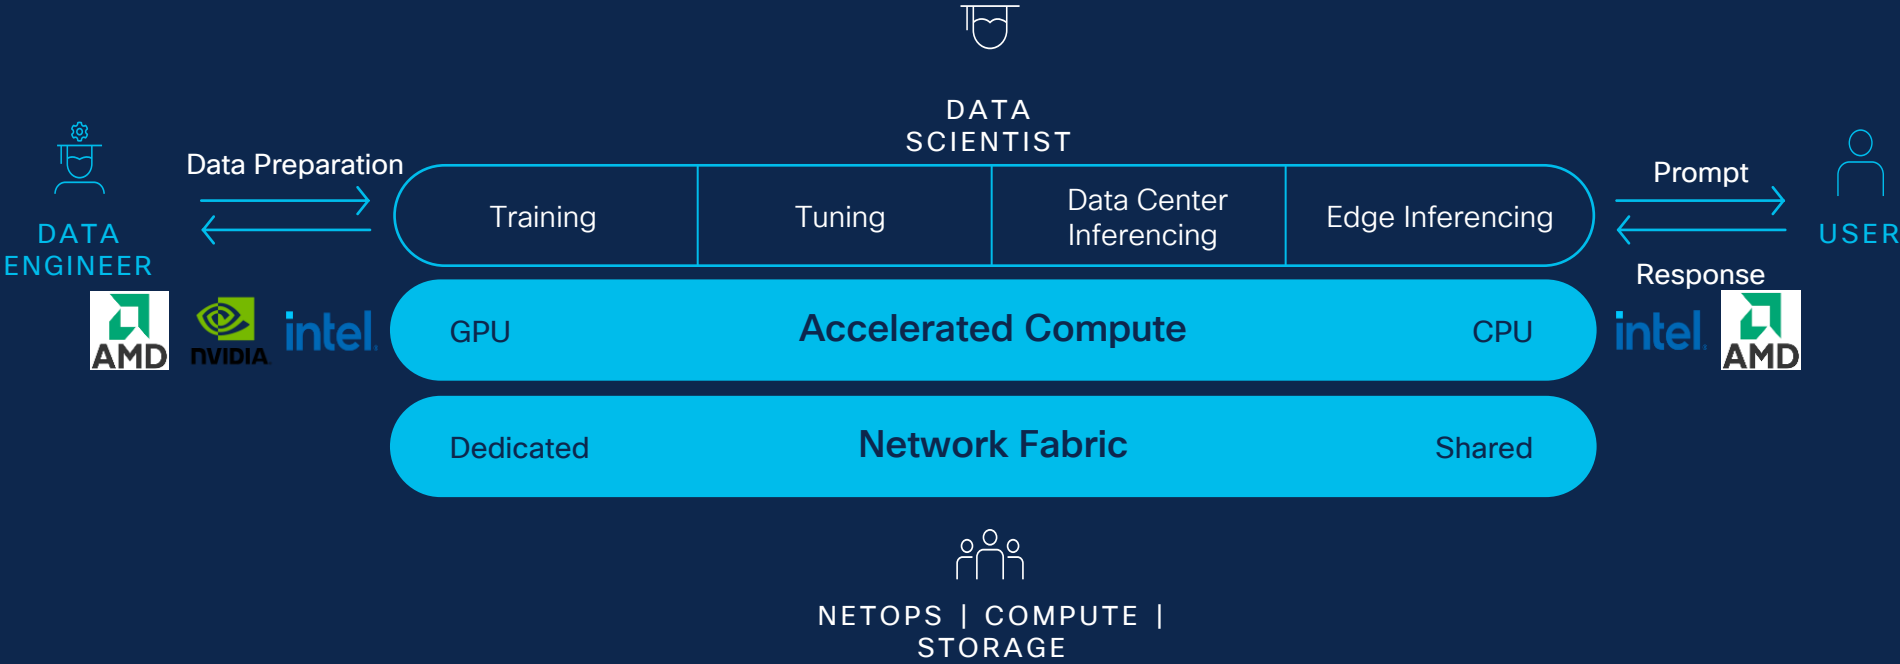 DATA
SCIENTIST
DATA
ENGINEER
Data Preparation
Training
Tuning
Data Center
Inferencing
Edge Inferencing
Prompt
Response
USER
AMD
NVIDIA.
intel.
GPU
Accelerated Compute
CPU
intel.
AMD
Dedicated
Network Fabric
Shared
NETOPS | COMPUTE |
STORAGE